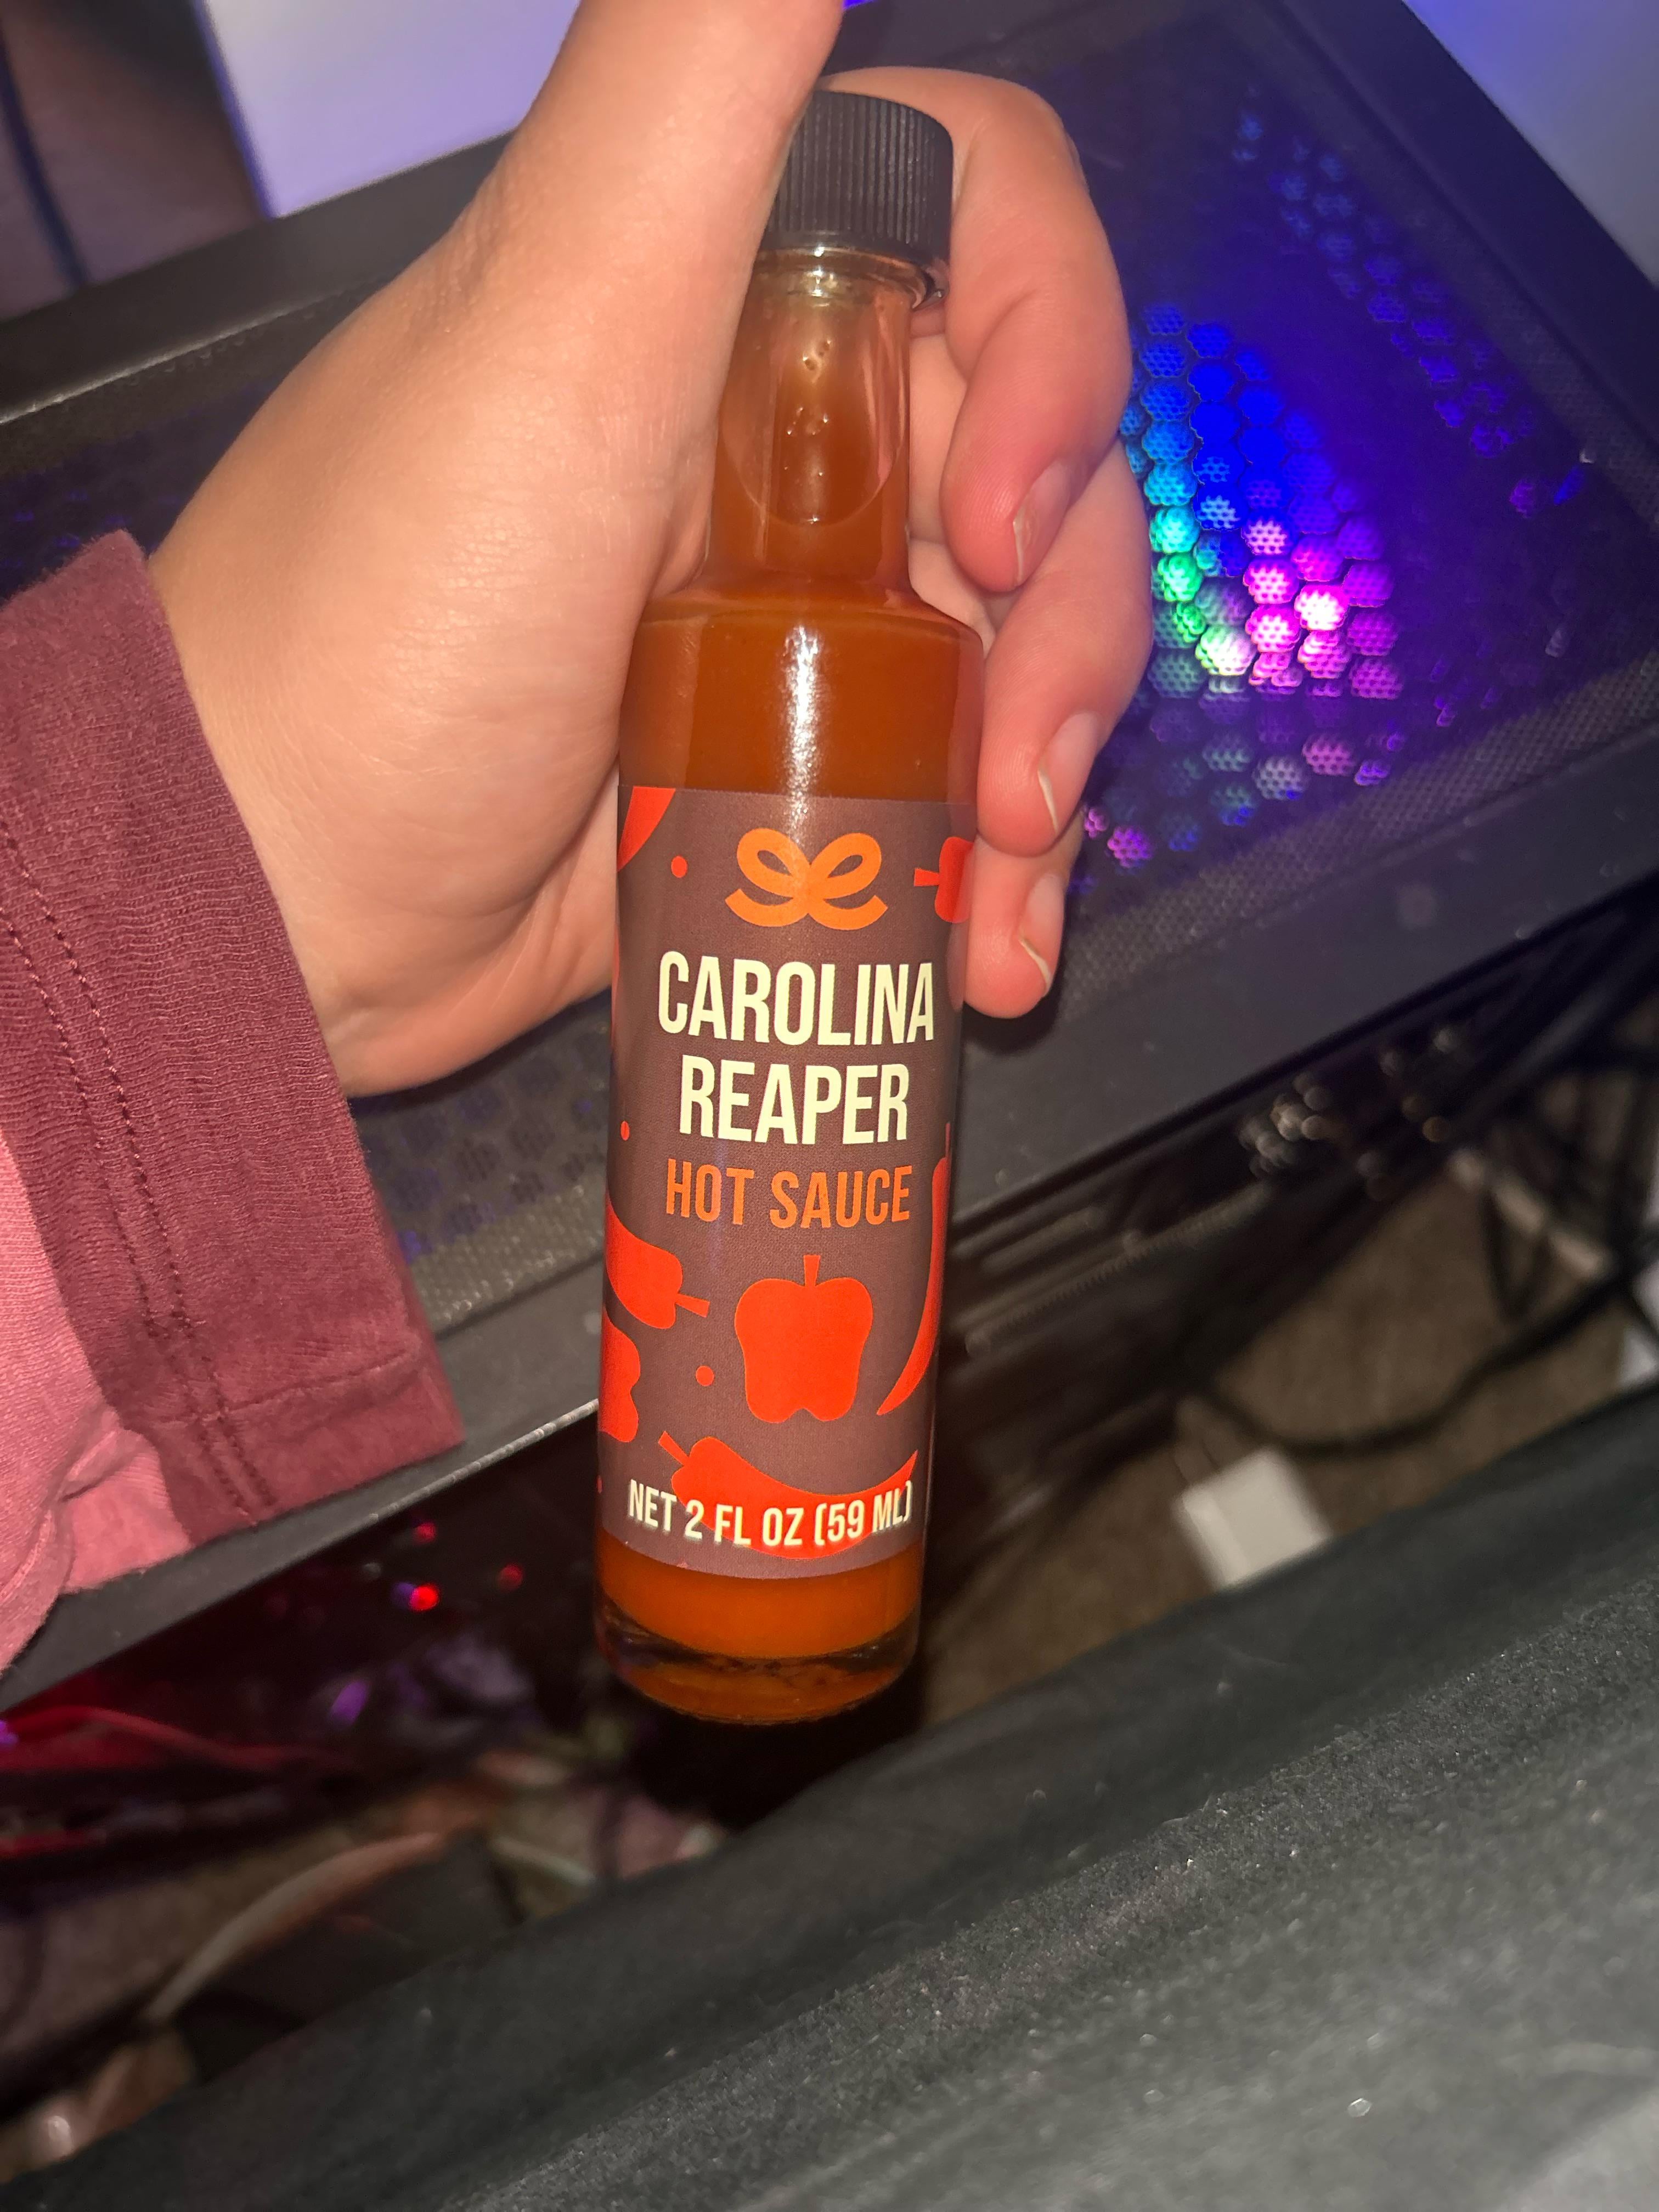 CAROLINA
REAPER
HOT SAUCE
NET 2 FL OZ (59 ML)